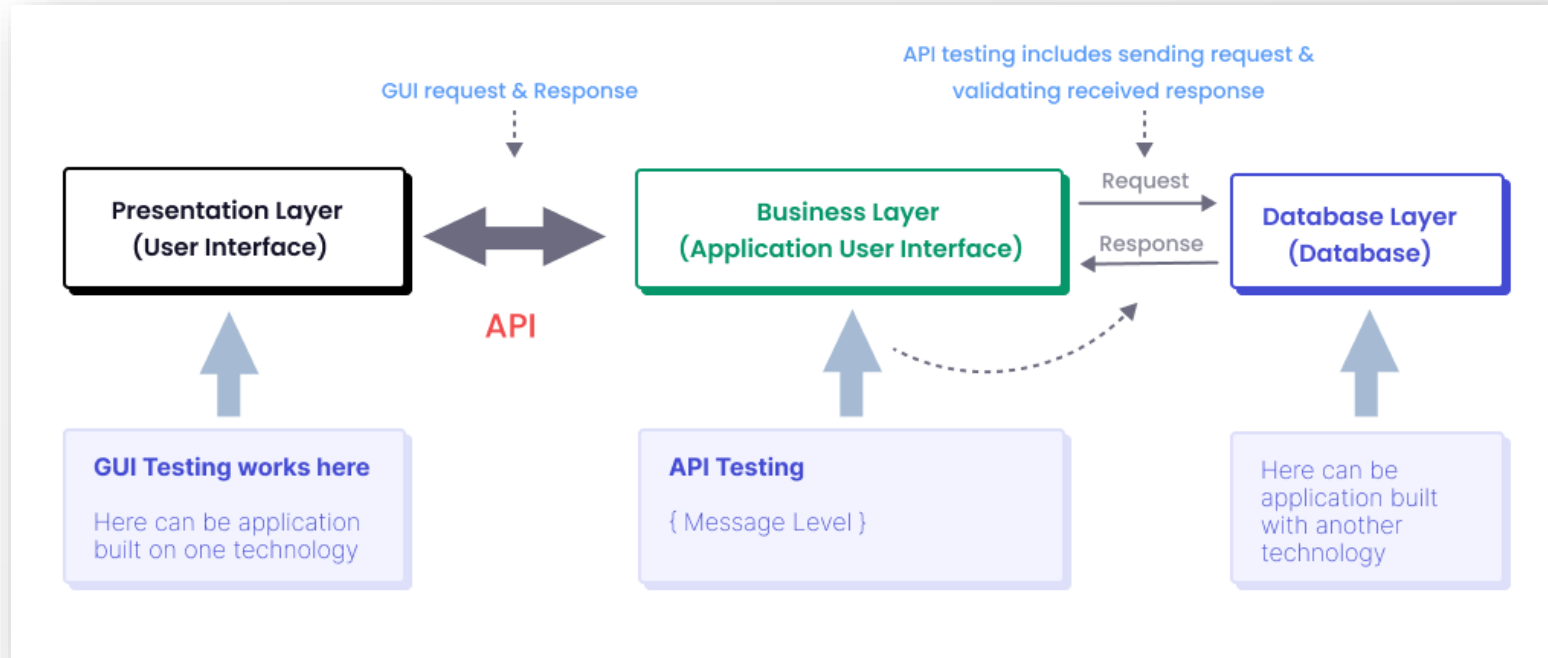 API testing includes sending request &
validating received response
GUI request & Response
Presentation Layer
(User Interface)
API
Business Layer
(Application User Interface)
Request
Response
Database Layer
(Database)
GUI Testing works here
Here can be application
built on one technology
API Testing
{ Message Level }
Here can be
application built
with another
technology